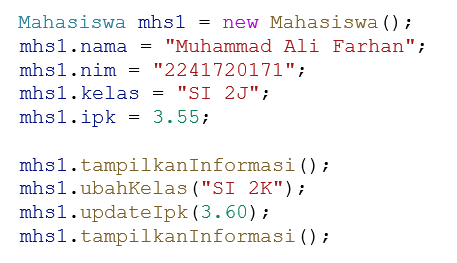 Mahasiswa mhs1 = new Mahasiswa();
mhs1.nama = "Muhammad Ali Farhan";
mhs1.nim = "2241720171";
mhs1.kelas = "SI 2J";
mhs1.ipk = 3.55;
mhs1.tampilkanInformasi();
mhs1.ubahKelas("SI 2K");
mhs1.updateIpk(3.60);
mhs1.tampilkanInformasi();